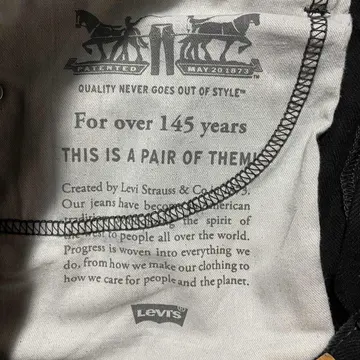 PATENTED MAY 20 1873
QUALITY NEVER GOES OUT OF STYLE™
For over 145 years
THIS IS A PAIR OF THEM!
Created by Levi Strauss & Co.
Our jeans have
the spirit of
to people all over the world.
Progress is woven into everything we
do, from how we make our clothing to
how we care for people and the planet.
LEVI'S